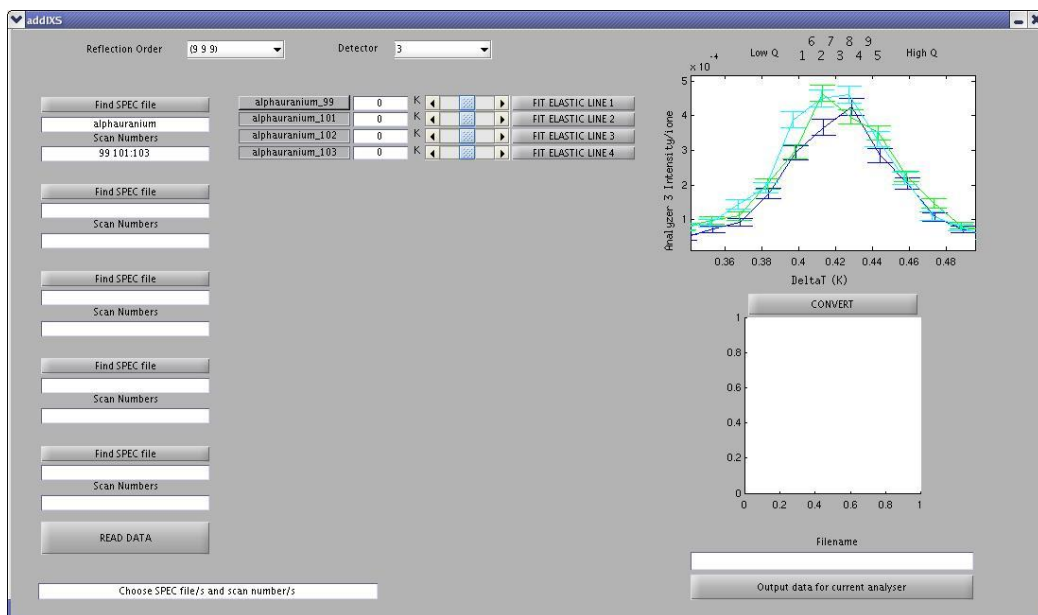 addIXS
Reflection Order (9 9 9) Detector 3
6 7 8 9
Low Q 1 2 3 4 5 High Q
Find SPEC file
alphauranium
Scan Numbers
99 101:103
alphauranium_99 0 K FIT ELASTIC LINE 1
alphauranium_101 0 K FIT ELASTIC LINE 2
alphauranium_102 0 K FIT ELASTIC LINE 3
alphauranium_103 0 K FIT ELASTIC LINE 4
x 10 -4
5
4
3
2
1
Analyzer 3 Intensity/ione
0.36 0.38 0.4 0.42 0.44 0.46 0.48
DeltaT (K)
Find SPEC file
Scan Numbers
Find SPEC file
Scan Numbers
Find SPEC file
Scan Numbers
Find SPEC file
Scan Numbers
READ DATA
Choose SPEC file/s and scan number/s
CONVERT
1
0.8
0.6
0.4
0.2
0
0 0.2 0.4 0.6 0.8 1
Filename
Output data for current analyser